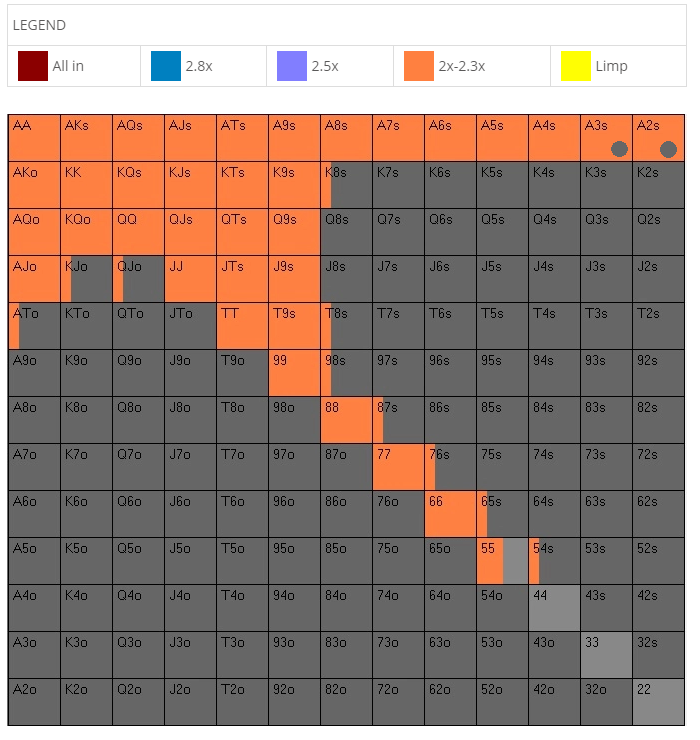 LEGEND
All in 2.8x 2.5x 2x-2.3x Limp
AA AKs AQs AJs ATs A9s A8s A7s A6s A5s A4s A3s A2s
AKo KK KQs KJs KTs K9s K8s K7s K6s K5s K4s K3s K2s
AQo KQo QQ QJs QTs Q9s Q8s Q7s Q6s Q5s Q4s Q3s Q2s
AJo KJo QJo JJ JTs J9s J8s J7s J6s J5s J4s J3s J2s
ATo KTo QTo JTo TT T9s T8s T7s T6s T5s T4s T3s T2s
A9o K9o Q9o J9o T9o 99 98s 97s 96s 95s 94s 93s 92s
A8o K8o Q8o J8o T8o 98o 88 87s 86s 85s 84s 83s 82s
A7o K7o Q7o J7o T7o 97o 87o 77 76s 75s 74s 73s 72s
A6o K6o Q6o J6o T6o 96o 86o 76o 66 65s 64s 63s 62s
A5o K5o Q5o J5o T5o 95o 85o 75o 65o 55 54s 53s 52s
A4o K4o Q4o J4o T4o 94o 84o 74o 64o 54o 44 43s 42s
A3o K3o Q3o J3o T3o 93o 83o 73o 63o 53o 43o 33 32s
A2o K2o Q2o J2o T2o 92o 82o 72o 62o 52o 42o 32o 22